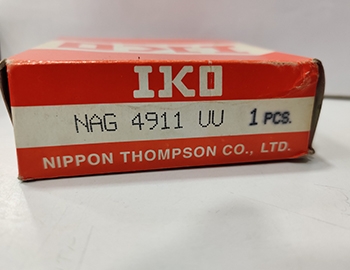 IKO
NAG 4911 UU 1 PCS.
NIPPON THOMPSON CO., LTD.